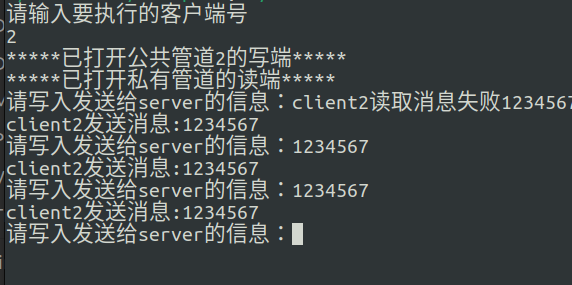 请输入要执行的客户端号
2
*****已打开公共管道2的写端*****
*****已打开私有管道的读端*****
请写入发送给server的信息：client2读取消息失败1234567
client2发送消息:1234567
请写入发送给server的信息：1234567
client2发送消息:1234567
请写入发送给server的信息：1234567
client2发送消息:1234567
请写入发送给server的信息：